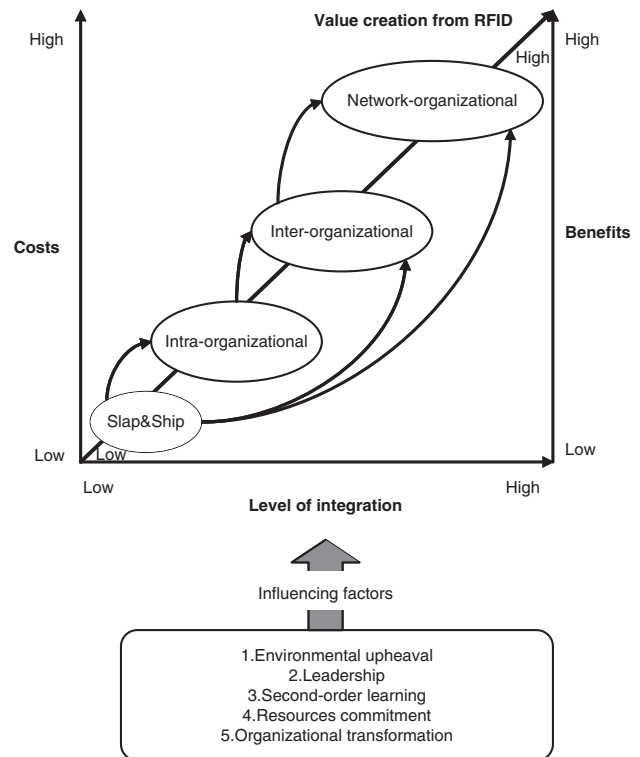 Value creation from RFID
High
High
High
Network-organizational
Inter-organizational
Costs
Benefits
Intra-organizational
Slap&Ship
Low
Low
Low
Low
High
Level of integration
Influencing factors
1.Environmental upheaval
2.Leadership
3.Second-order learning
4.Resources commitment
5.Organizational transformation